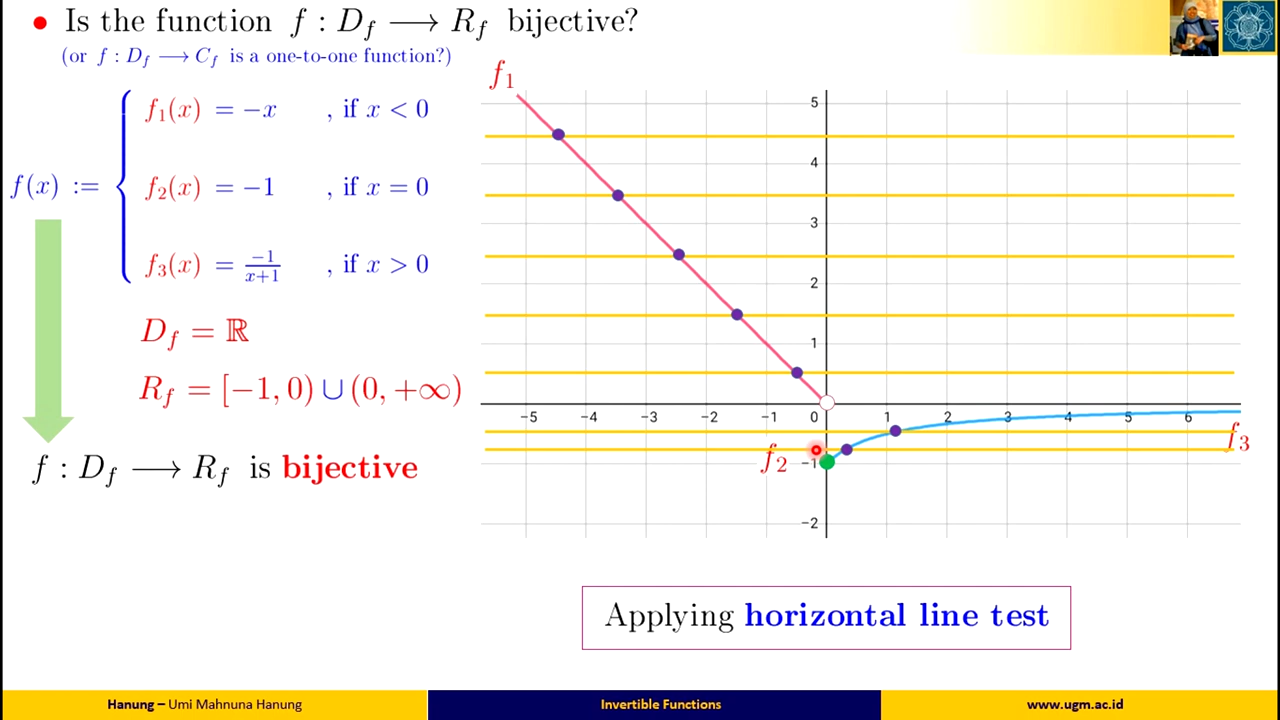 • Is the function f : D_f ⟶ R_f bijective?
(or f : D_f ⟶ C_f is a one-to-one function?)
f(x) := { f₁(x) = −x , if x < 0
f₂(x) = −1 , if x = 0
f₃(x) = −1/(x+1) , if x > 0
D_f = ℝ
R_f = [−1, 0) ∪ (0, +∞)
f : D_f ⟶ R_f is bijective
f₁
5
4
3
2
1
−5 −4 −3 −2 −1 0 1 2 3 4 5 6
f₃
f₂
−1
−2
Applying horizontal line test
Hanung – Umi Mahnuna Hanung
Invertible Functions
www.ugm.ac.id